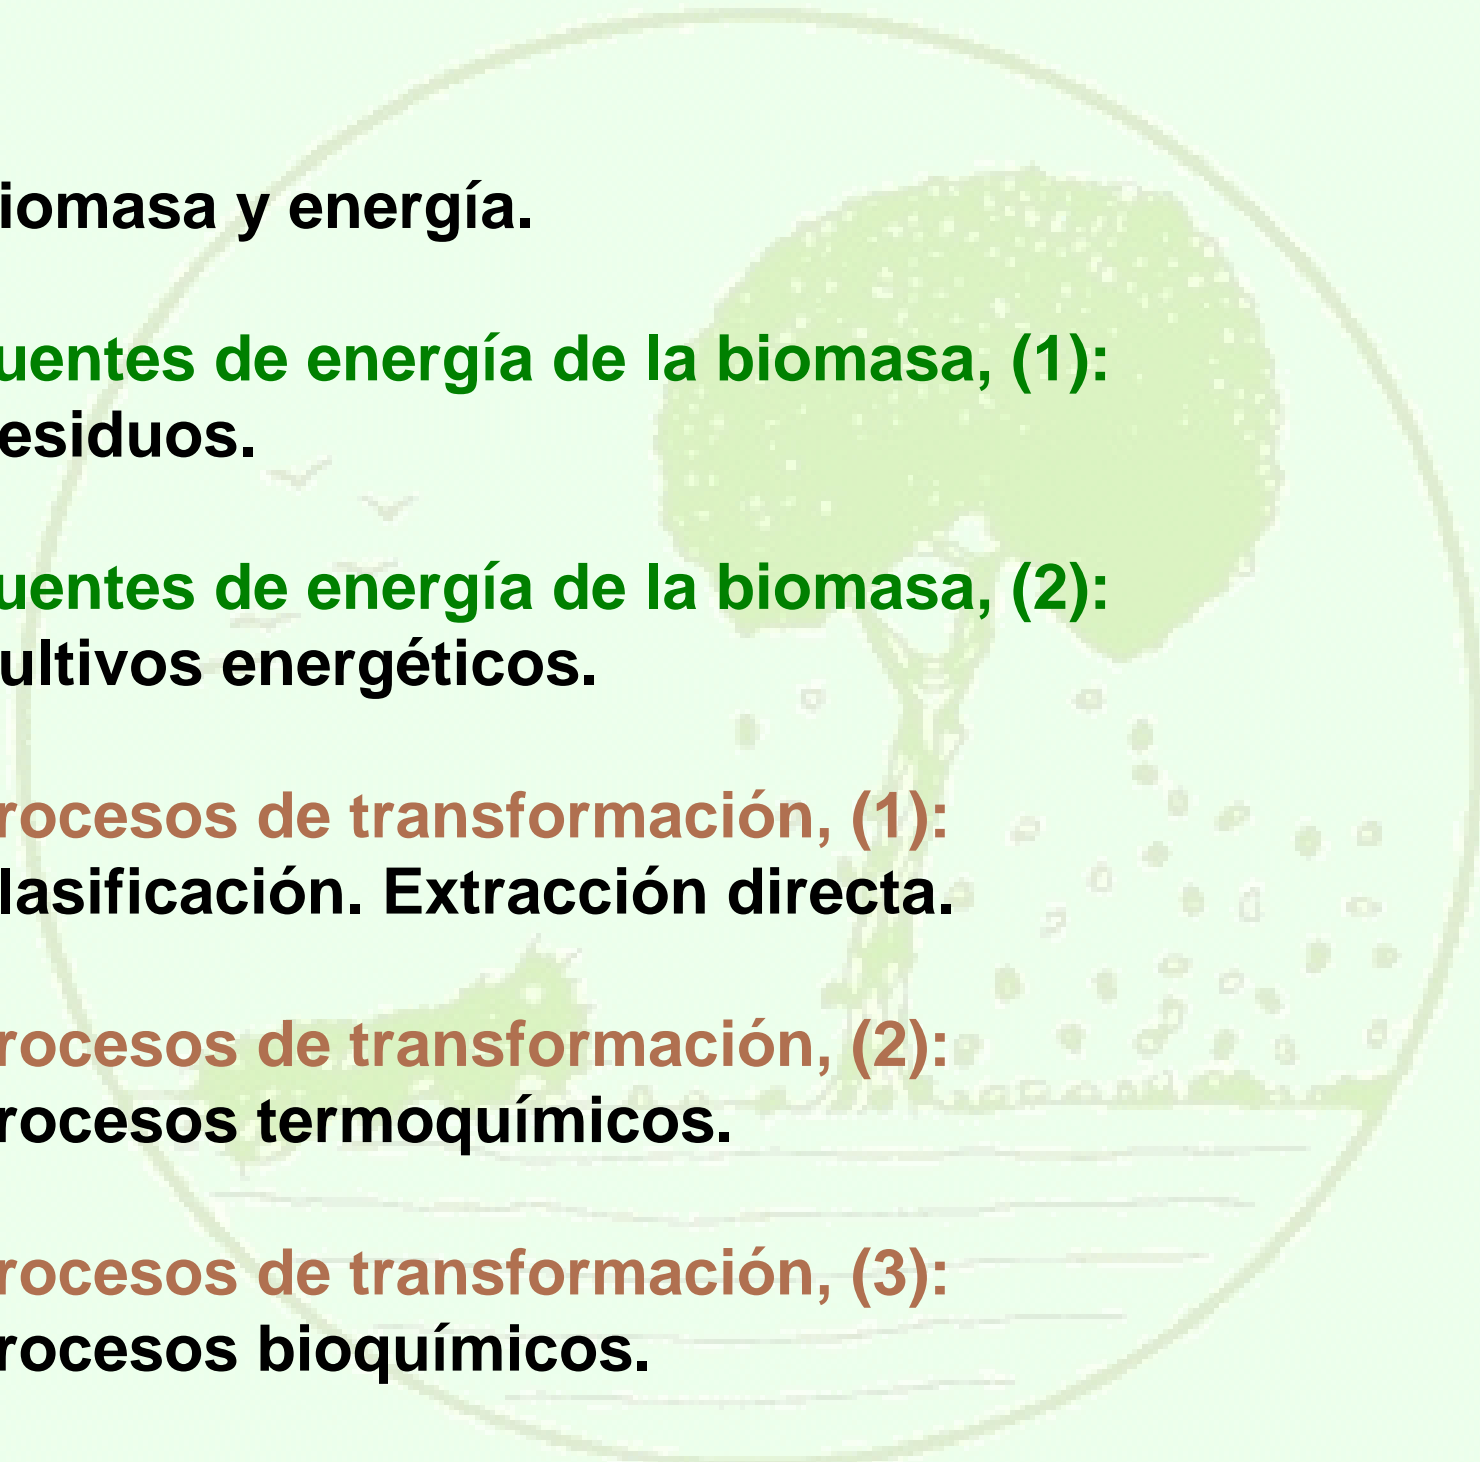 iomasa y energía.
uentes de energía de la biomasa, (1):
esiduos.
uentes de energía de la biomasa, (2):
ultivos energéticos.
rocesos de transformación, (1):
lasificación. Extracción directa.
rocesos de transformación, (2):
rocesos termoquímicos.
rocesos de transformación, (3):
rocesos bioquímicos.